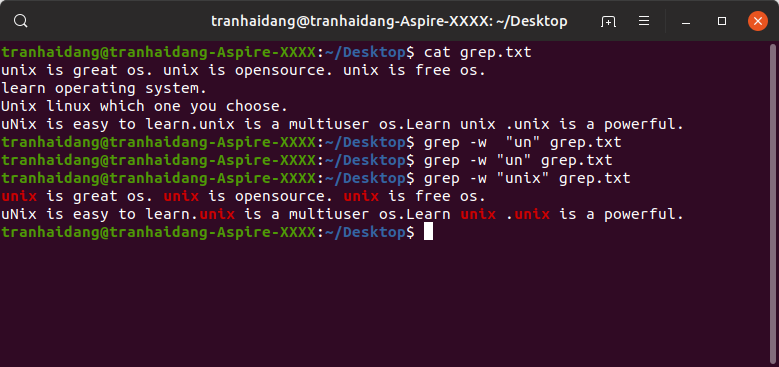 tranhaidang@tranhaidang-Aspire-XXXX: ~/Desktop
tranhaidang@tranhaidang-Aspire-XXXX:~/Desktop$ cat grep.txt
unix is great os. unix is opensource. unix is free os.
learn operating system.
Unix linux which one you choose.
uNix is easy to learn.unix is a multiuser os.Learn unix .unix is a powerful.
tranhaidang@tranhaidang-Aspire-XXXX:~/Desktop$ grep -w  "un" grep.txt
tranhaidang@tranhaidang-Aspire-XXXX:~/Desktop$ grep -w "un" grep.txt
tranhaidang@tranhaidang-Aspire-XXXX:~/Desktop$ grep -w "unix" grep.txt
unix is great os. unix is opensource. unix is free os.
uNix is easy to learn.unix is a multiuser os.Learn unix .unix is a powerful.
tranhaidang@tranhaidang-Aspire-XXXX:~/Desktop$